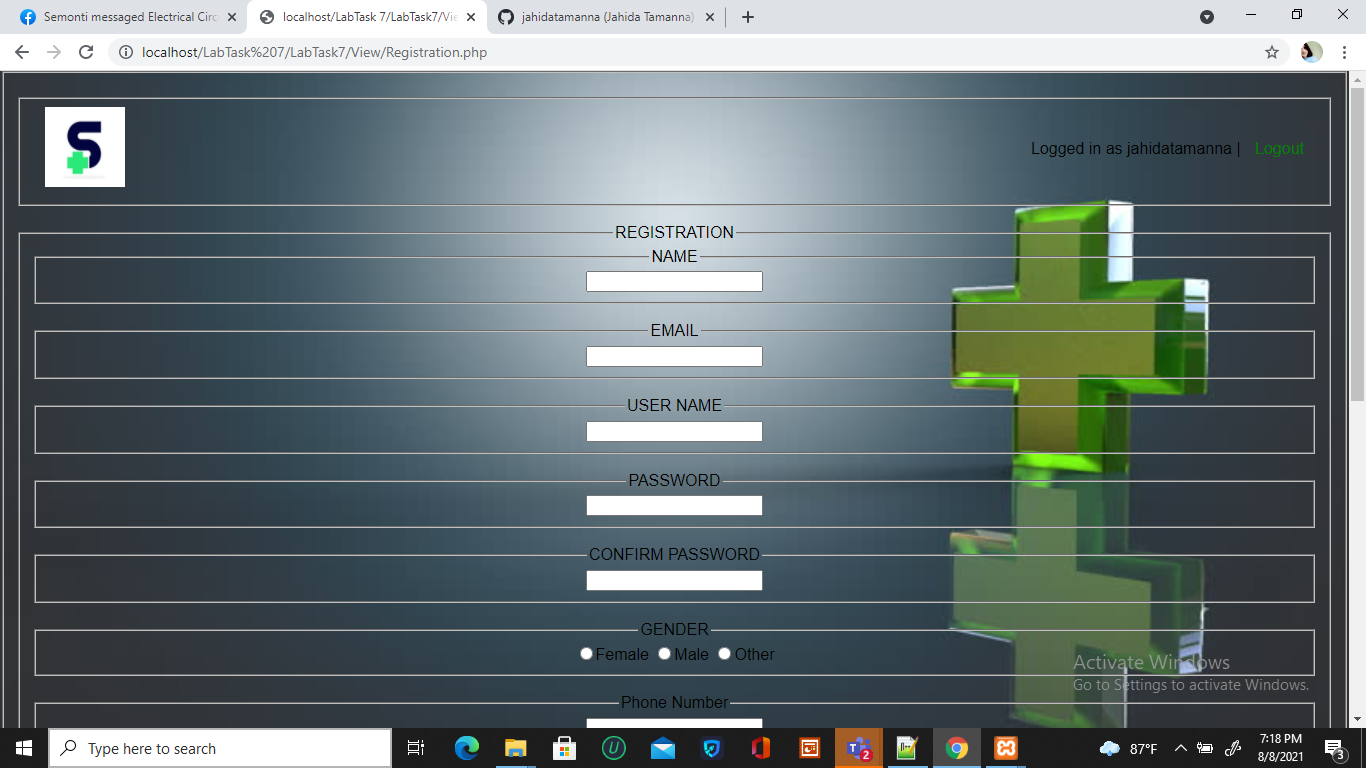 Semonti messaged Electrical Circ
localhost/LabTask 7/LabTask7/Vie
jahidatamanna (Jahida Tamanna)
localhost/LabTask%207/LabTask7/View/Registration.php
S
Logged in as jahidatamanna | Logout
REGISTRATION
NAME
EMAIL
USER NAME
PASSWORD
CONFIRM PASSWORD
GENDER
Female Male Other
Phone Number
Activate Windows
Go to Settings to activate Windows.
Type here to search
2
87°F
7:18 PM
8/8/2021
3